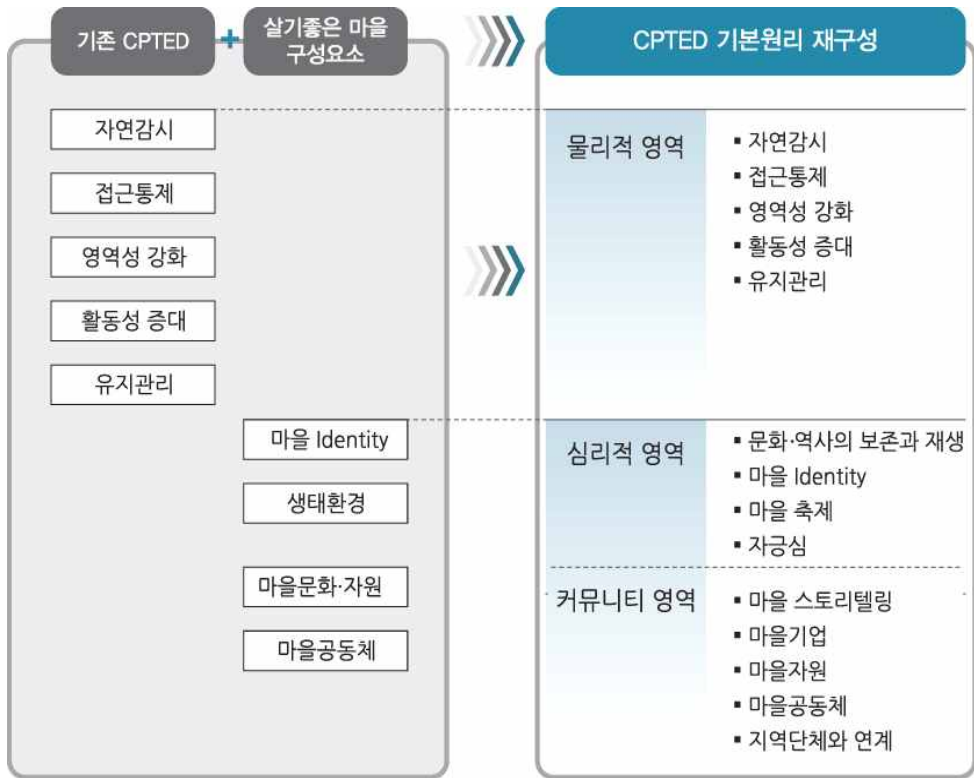 기존 CPTED
+
살기좋은 마을
구성요소
CPTED 기본원리 재구성
자연감시
접근통제
영역성 강화
활동성 증대
유지관리
마을 Identity
생태환경
마을문화·자원
마을공동체
물리적 영역
▪ 자연감시
▪ 접근통제
▪ 영역성 강화
▪ 활동성 증대
▪ 유지관리
심리적 영역
▪ 문화·역사의 보존과 재생
▪ 마을 Identity
▪ 마을 축제
▪ 자긍심
커뮤니티 영역
▪ 마을 스토리텔링
▪ 마을기업
▪ 마을자원
▪ 마을공동체
▪ 지역단체와 연계